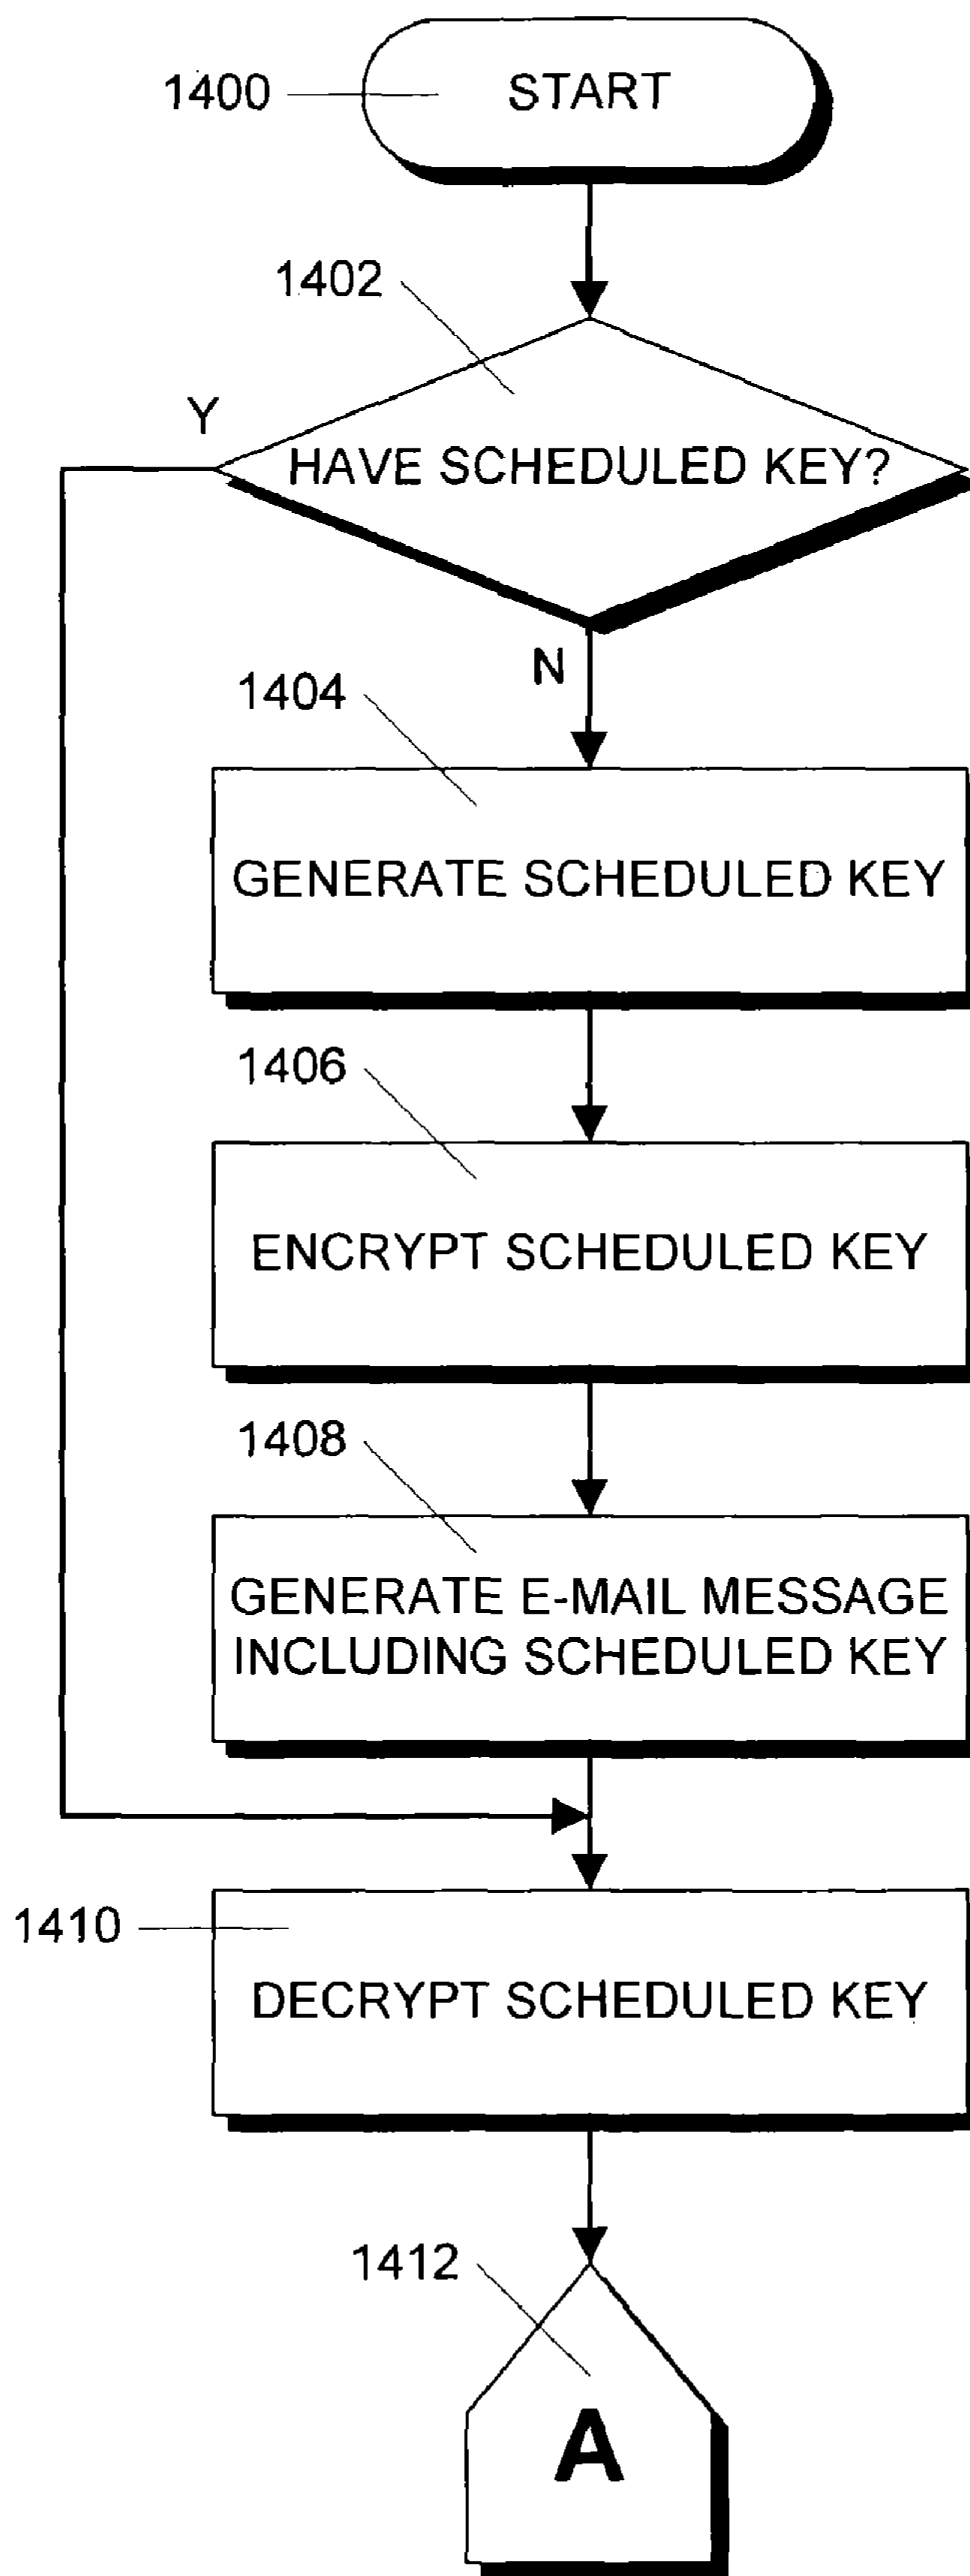 1400
START
1402
Y
HAVE SCHEDULED KEY?
N
1404
GENERATE SCHEDULED KEY
1406
ENCRYPT SCHEDULED KEY
1408
GENERATE E-MAIL MESSAGE
INCLUDING SCHEDULED KEY
1410
DECRYPT SCHEDULED KEY
1412
A